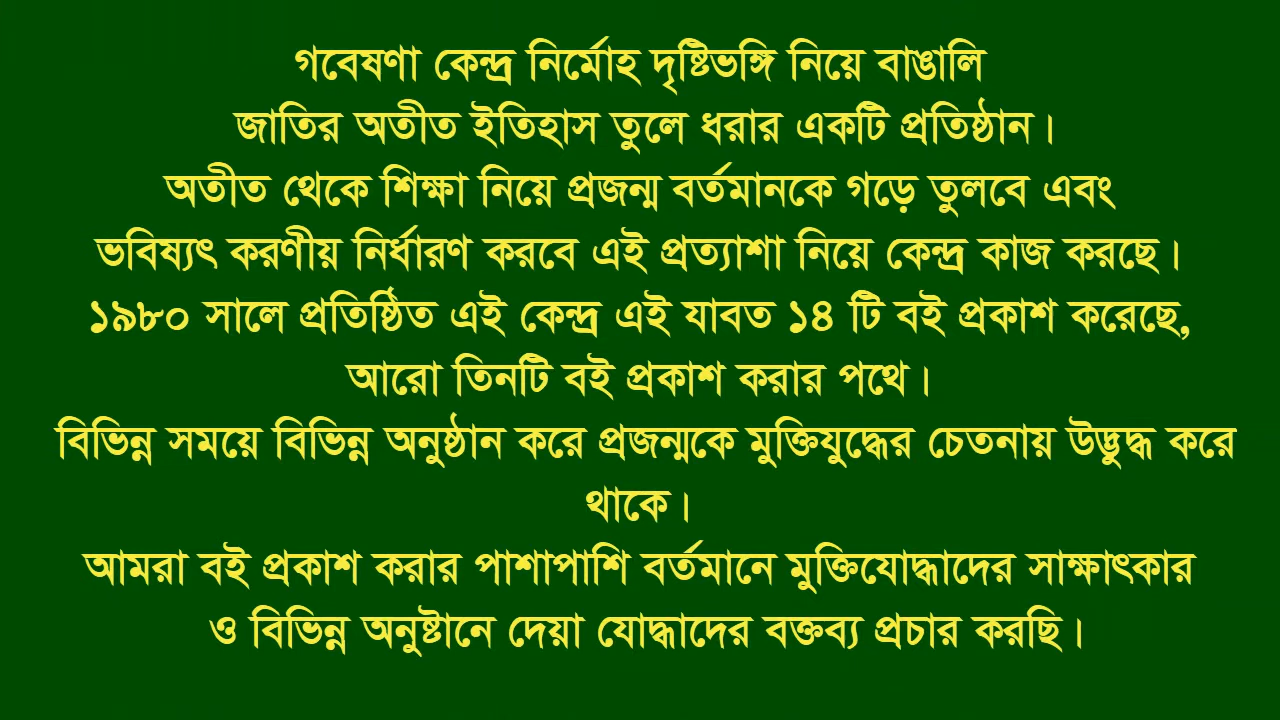 গবেষণা কেন্দ্র নির্মোহ দৃষ্টিভঙ্গি নিয়ে বাঙালি
জাতির অতীত ইতিহাস তুলে ধরার একটি প্রতিষ্ঠান।
অতীত থেকে শিক্ষা নিয়ে প্রজন্ম বর্তমানকে গড়ে তুলবে এবং
ভবিষ্যৎ করণীয় নির্ধারণ করবে এই প্রত্যাশা নিয়ে কেন্দ্র কাজ করছে।
১৯৮০ সালে প্রতিষ্ঠিত এই কেন্দ্র এই যাবত ১৪ টি বই প্রকাশ করেছে,
আরো তিনটি বই প্রকাশ করার পথে।
বিভিন্ন সময়ে বিভিন্ন অনুষ্ঠান করে প্রজন্মকে মুক্তিযুদ্ধের চেতনায় উদ্ভুদ্ধ করে
থাকে।
আমরা বই প্রকাশ করার পাশাপাশি বর্তমানে মুক্তিযোদ্ধাদের সাক্ষাৎকার
ও বিভিন্ন অনুষ্টানে দেয়া যোদ্ধাদের বক্তব্য প্রচার করছি।